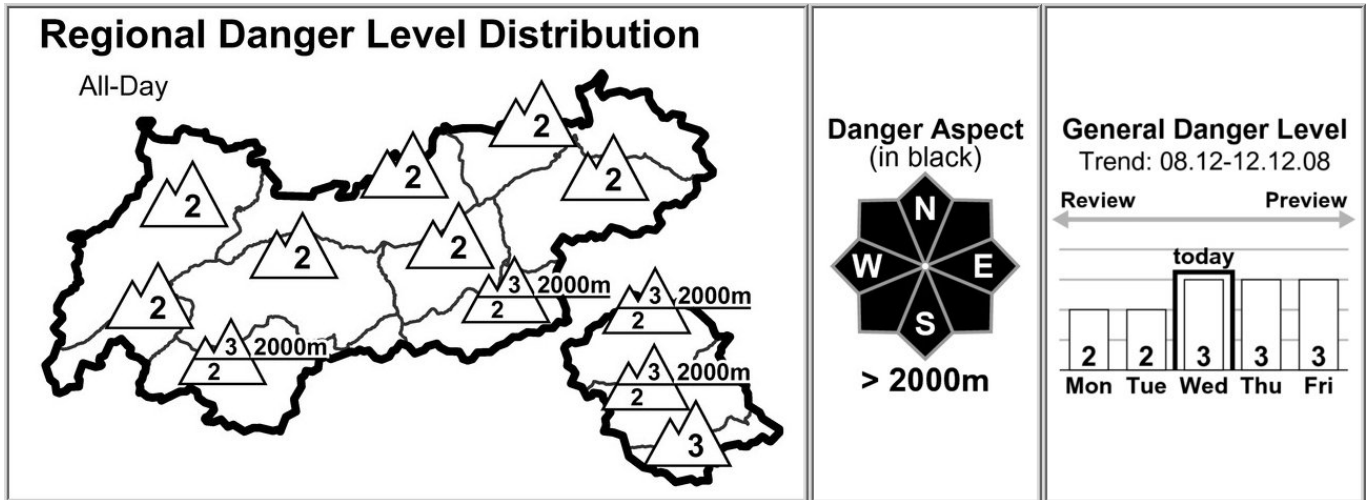 Regional Danger Level Distribution
All-Day
2
2
2
2
2
2
2
2
3 2000m
2
3 2000m
2
3 2000m
2
3 2000m
2
3
Danger Aspect
(in black)
N
W E
S
> 2000m
General Danger Level
Trend: 08.12-12.12.08
Review Preview
today
2 2 3 3 3
Mon Tue Wed Thu Fri